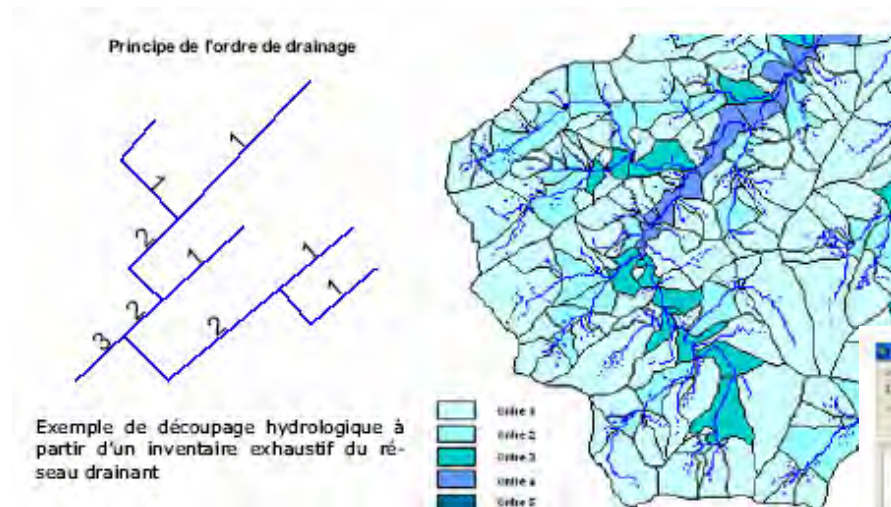 Principe de l'ordre de drainage
1
1
2
1
1
1
2
2
3
Exemple de découpage hydrologique à
partir d'un inventaire exhaustif du ré-
seau drainant
Ordre 1
Ordre 2
Ordre 3
Ordre 4
Ordre 5